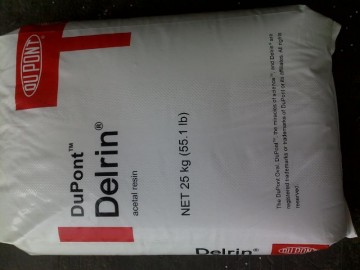 DUPONT
DuPont™
Delrin®
acetal resin
NET 25 kg (55.1 lb)
The DuPont Oval, DuPont™, The miracles of science™, and Delrin® are
registered trademarks or trademarks of DuPont or its affiliates. All rights
reserved.
Delrin
DUPONT